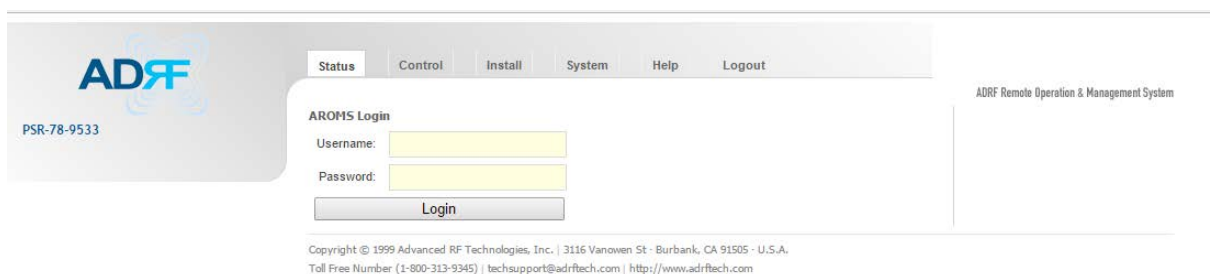 ADRF
PSR-78-9533
Status Control Install System Help Logout
ADRF Remote Operation & Management System
AROMS Login
Username:
Password:
Login
Copyright © 1999 Advanced RF Technologies, Inc. | 3116 Vanowen St · Burbank, CA 91505 · U.S.A.
Toll Free Number (1-800-313-9345) | techsupport@adrftech.com | http://www.adrftech.com